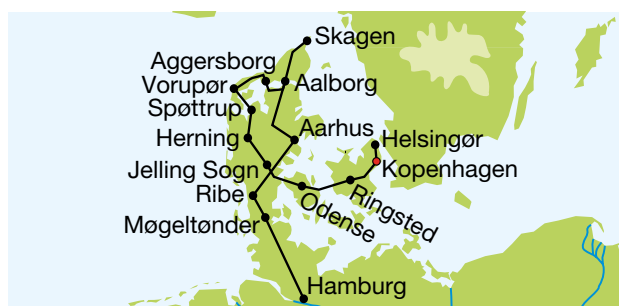 Skagen
Aggersborg
Vorupør
Aalborg
Spøttrup
Aarhus
Helsingør
Herning
Kopenhagen
Jelling Sogn
Ribe
Odense
Ringsted
Møgeltønder
Hamburg